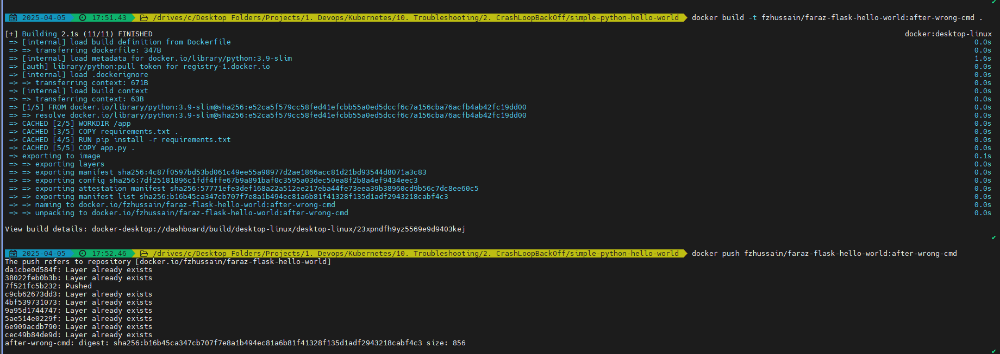 2025-04-05 17:51.43 /drives/c/Desktop Folders/Projects/1. Devops/Kubernetes/10. Troubleshooting/2. CrashLoopBackOff/simple-python-hello-world docker build -t fzhussain/faraz-flask-hello-world:after-wrong-cmd .
[+] Building 2.1s (11/11) FINISHED docker:desktop-linux
=> [internal] load build definition from Dockerfile 0.0s
=> => transferring dockerfile: 347B 0.0s
=> [internal] load metadata for docker.io/library/python:3.9-slim 1.6s
=> [auth] library/python:pull token for registry-1.docker.io 0.0s
=> [internal] load .dockerignore 0.0s
=> => transferring context: 671B 0.0s
=> [internal] load build context 0.0s
=> => transferring context: 63B 0.0s
=> [1/5] FROM docker.io/library/python:3.9-slim@sha256:e52ca5f579cc58fed41efcbb55a0ed5dccf6c7a156cba76acfb4ab42fc19dd00 0.0s
=> => resolve docker.io/library/python:3.9-slim@sha256:e52ca5f579cc58fed41efcbb55a0ed5dccf6c7a156cba76acfb4ab42fc19dd00 0.0s
=> CACHED [2/5] WORKDIR /app 0.0s
=> CACHED [3/5] COPY requirements.txt . 0.0s
=> CACHED [4/5] RUN pip install -r requirements.txt 0.0s
=> CACHED [5/5] COPY app.py . 0.0s
=> exporting to image 0.1s
=> => exporting layers 0.0s
=> => exporting manifest sha256:4c87f0597bd53bd061c49ee55a98977d2ae1866acc81d21bd93544d8071a3c83 0.0s
=> => exporting config sha256:7df25181896c1fdf4ffe67b9a891baf0c3595a03dec50ea8f2b8a4ef9434eec3 0.0s
=> => exporting attestation manifest sha256:57771efe3def168a22a512ee217eba44fe73eea39b38960cd9b56c7dc8ee60c5 0.0s
=> => exporting manifest list sha256:b16b45ca347cb707f7e8a1b494ec81a6b81f41328f135d1adf2943218cabf4c3 0.0s
=> => naming to docker.io/fzhussain/faraz-flask-hello-world:after-wrong-cmd 0.0s
=> => unpacking to docker.io/fzhussain/faraz-flask-hello-world:after-wrong-cmd 0.0s
View build details: docker-desktop://dashboard/build/desktop-linux/desktop-linux/23xpndfh9yz5569e9d9403kej
2025-04-05 17:52.46 /drives/c/Desktop Folders/Projects/1. Devops/Kubernetes/10. Troubleshooting/2. CrashLoopBackOff/simple-python-hello-world docker push fzhussain/faraz-flask-hello-world:after-wrong-cmd
The push refers to repository [docker.io/fzhussain/faraz-flask-hello-world]
da1cbe0d584f: Layer already exists
38022feb0b3b: Layer already exists
7f521fc5b232: Pushed
c9cb62673dd3: Layer already exists
4bf539731073: Layer already exists
9a95d1744747: Layer already exists
5ae514e0229f: Layer already exists
6e909acdb790: Layer already exists
cec49b84de9d: Layer already exists
after-wrong-cmd: digest: sha256:b16b45ca347cb707f7e8a1b494ec81a6b81f41328f135d1adf2943218cabf4c3 size: 856